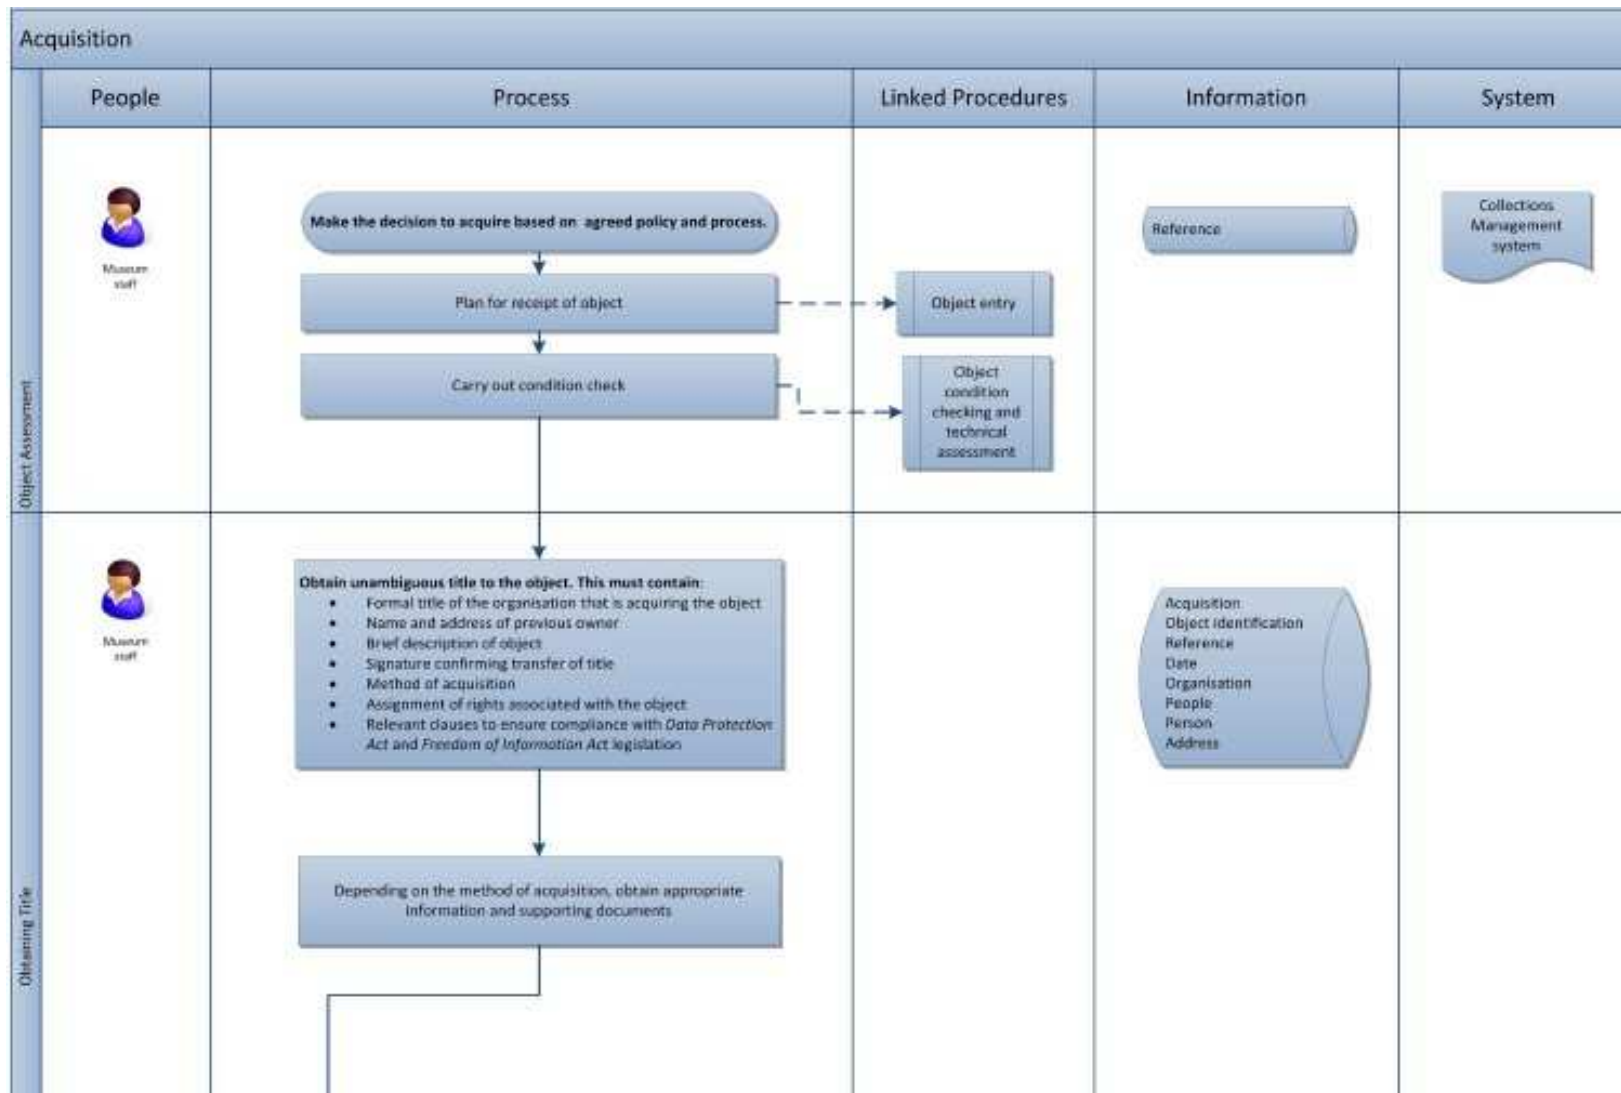 Acquisition
People
Process
Linked Procedures
Information
System
Object Assessment
Museum
staff
Make the decision to acquire based on agreed policy and process.
Plan for receipt of object
Carry out condition check
Object entry
Object
condition
checking and
technical
assessment
Reference
Collections
Management
system
Obtaining Title
Museum
staff
Obtain unambiguous title to the object. This must contain:
• Formal title of the organisation that is acquiring the object
• Name and address of previous owner
• Brief description of object
• Signature confirming transfer of title
• Method of acquisition
• Assignment of rights associated with the object
• Relevant clauses to ensure compliance with Data Protection
Act and Freedom of Information Act legislation
Depending on the method of acquisition, obtain appropriate
information and supporting documents
Acquisition
Object identification
Reference
Date
Organisation
People
Person
Address